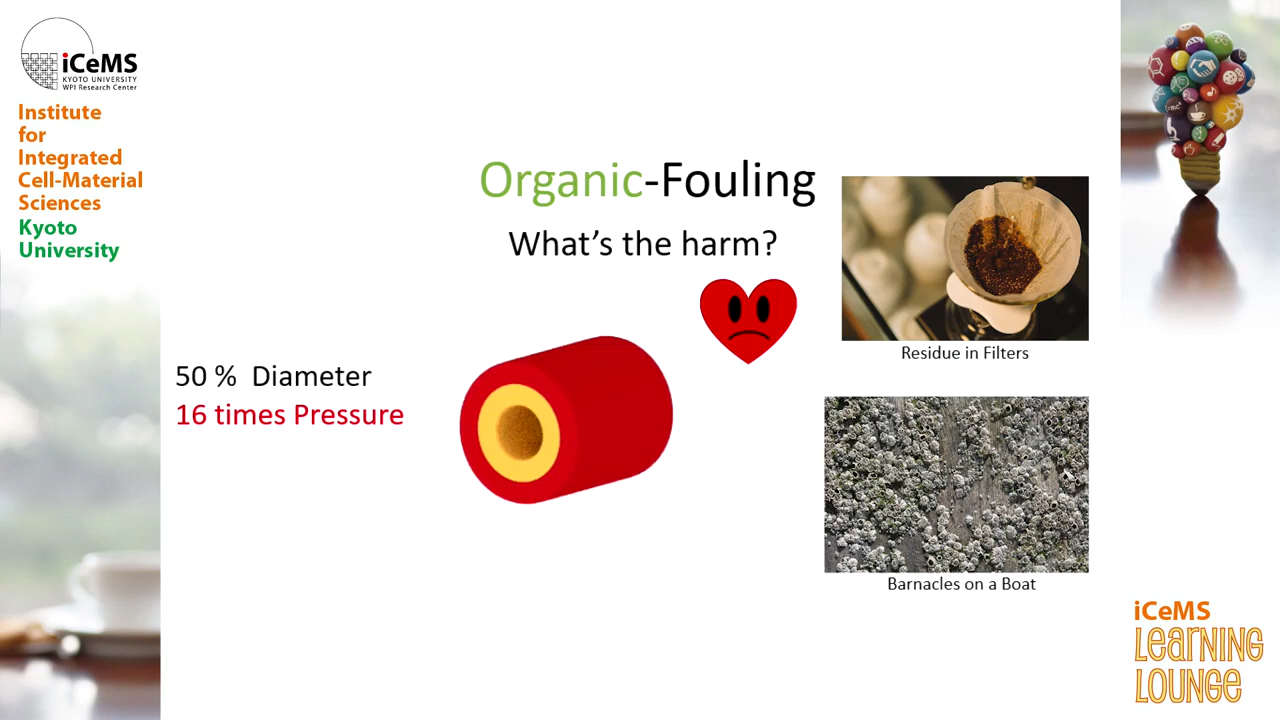 iCeMS
KYOTO UNIVERSITY
WPI Research Center
Institute
for
Integrated
Cell-Material
Sciences
Kyoto
University
Organic-Fouling
What's the harm?
50 % Diameter
16 times Pressure
Residue in Filters
Barnacles on a Boat
iCeMS
Learning
Lounge